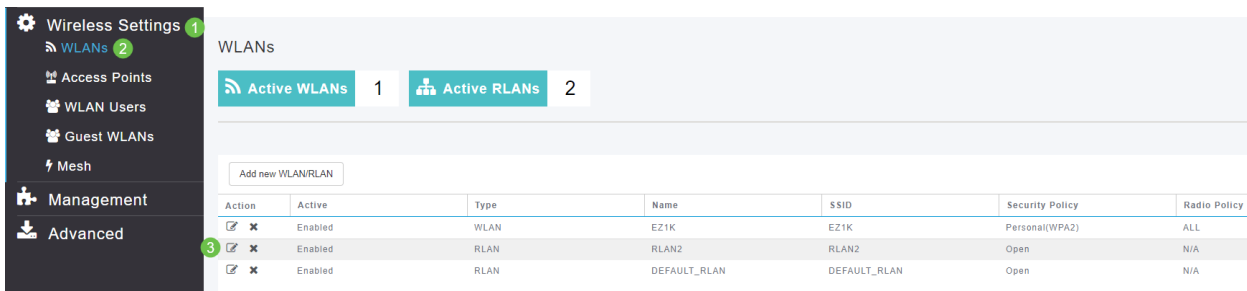 Wireless Settings 1
WLANs 2
Access Points
WLAN Users
Guest WLANs
Mesh
Management
Advanced
WLANs
Active WLANs 1 Active RLANs 2
Add new WLAN/RLAN
Action Active Type Name SSID Security Policy Radio Policy
Enabled WLAN EZ1K EZ1K Personal(WPA2) ALL
3 Enabled RLAN RLAN2 RLAN2 Open N/A
Enabled RLAN DEFAULT_RLAN DEFAULT_RLAN Open N/A